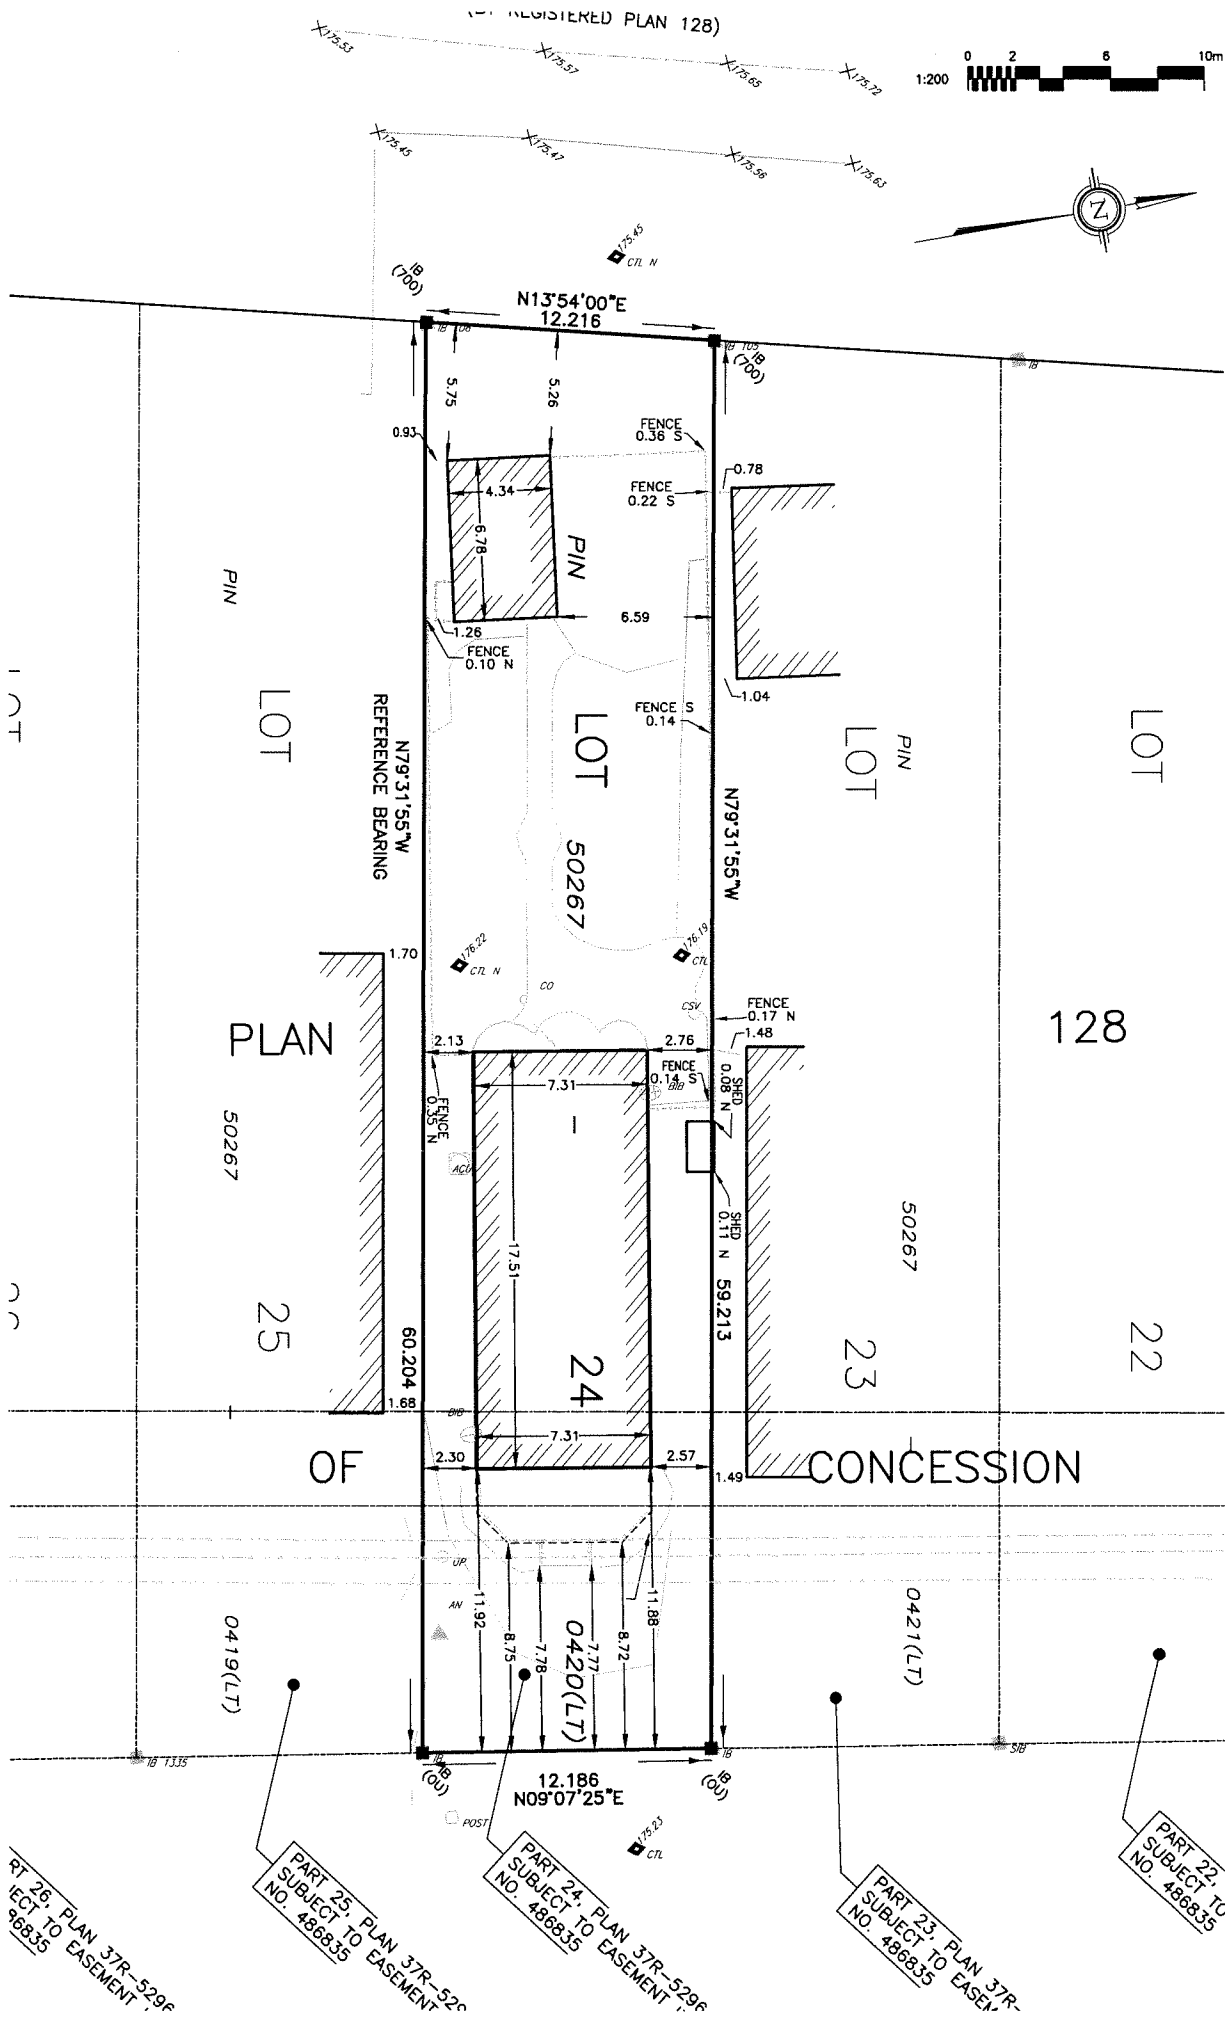 REGISTERED PLAN 128)
175.53
175.57
175.65
175.72
1:200
0 2 6 10m
175.45
175.47
175.56
175.63
N
175.45
CTL N
IB
(700)
N13°54'00"E
12.216
IB
IB
(700)
IB
5.75
5.26
0.93
FENCE
0.36 S
0.78
FENCE
0.22 S
4.34
6.78
PIN
PIN
1.26
6.59
FENCE
0.10 N
1.04
FENCE S
0.14
LOT
LOT
LOT
PIN
LOT
N79°31'55"W
REFERENCE BEARING
N79°31'55"W
50267
1.70
176.22
CTL N
176.19
CTL
CO
CSV
FENCE
0.17 N
PLAN
128
2.13
2.76
1.48
FENCE
0.14 S
BIB
SHED
0.08 N
7.31
FENCE
0.35 N
50267
ACU
SHED
0.11 N
50267
17.51
59.213
25
60.204
24
23
22
1.68
BIB
7.31
2.30
2.57
1.49
OF
CONCESSION
UP
AN
11.92
8.75
7.78
7.77
8.72
11.88
0419(LT)
0420(LT)
0421(LT)
IB 1335
IB
IB
(OU)
IB
IB
(OU)
SIB
12.186
N09°07'25"E
POST
175.23
CTL
RT 26, PLAN 37R-5296
JECT TO EASEMENT
PART 25, PLAN 37R-529
SUBJECT TO EASEMENT
NO. 486835
PART 24, PLAN 37R-5296
SUBJECT TO EASEMENT
NO. 486835
PART 23, PLAN 37R-
SUBJECT TO EASEM
NO. 486835
PART 22,
SUBJECT TO
NO. 486835